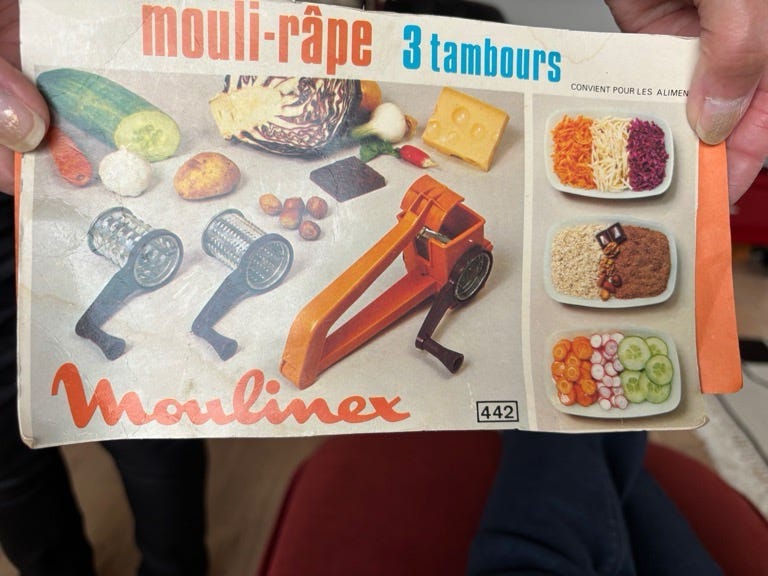 mouli-râpe 3 tambours
CONVIENT POUR LES ALIMEN
Moulinex
442